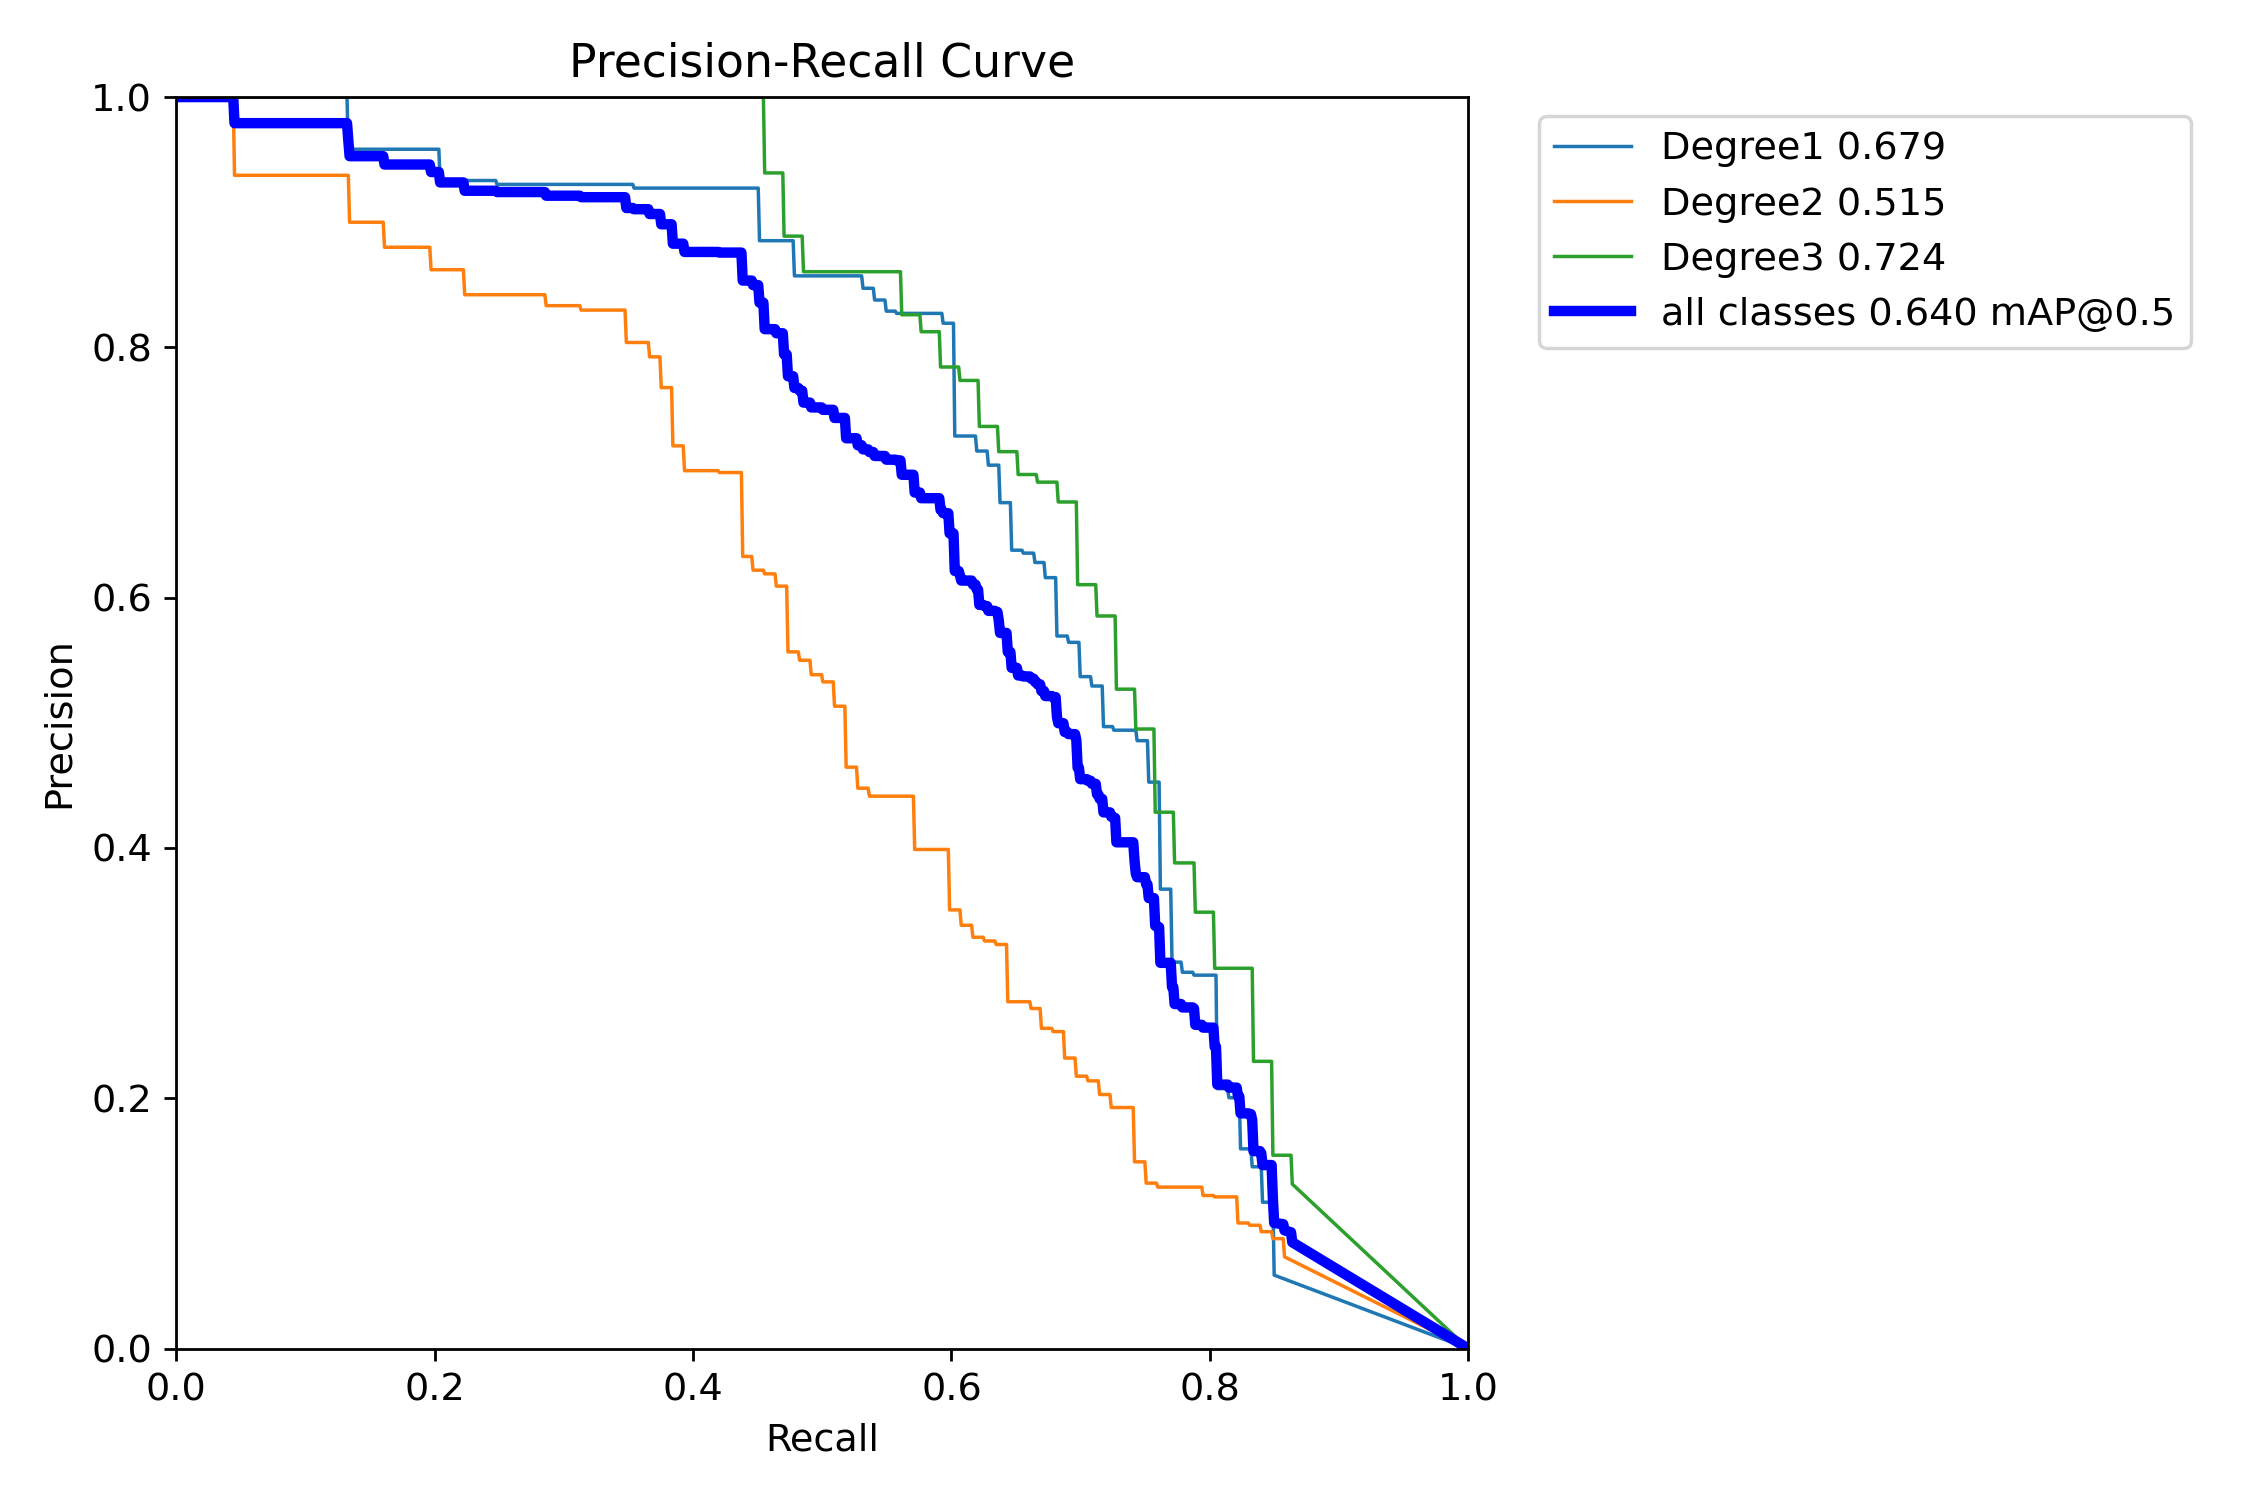 Precision-Recall Curve
1.0
0.8
0.6
0.4
0.2
0.0
Precision
0.0 0.2 0.4 0.6 0.8 1.0
Recall
Degree1 0.679
Degree2 0.515
Degree3 0.724
all classes 0.640 mAP@0.5